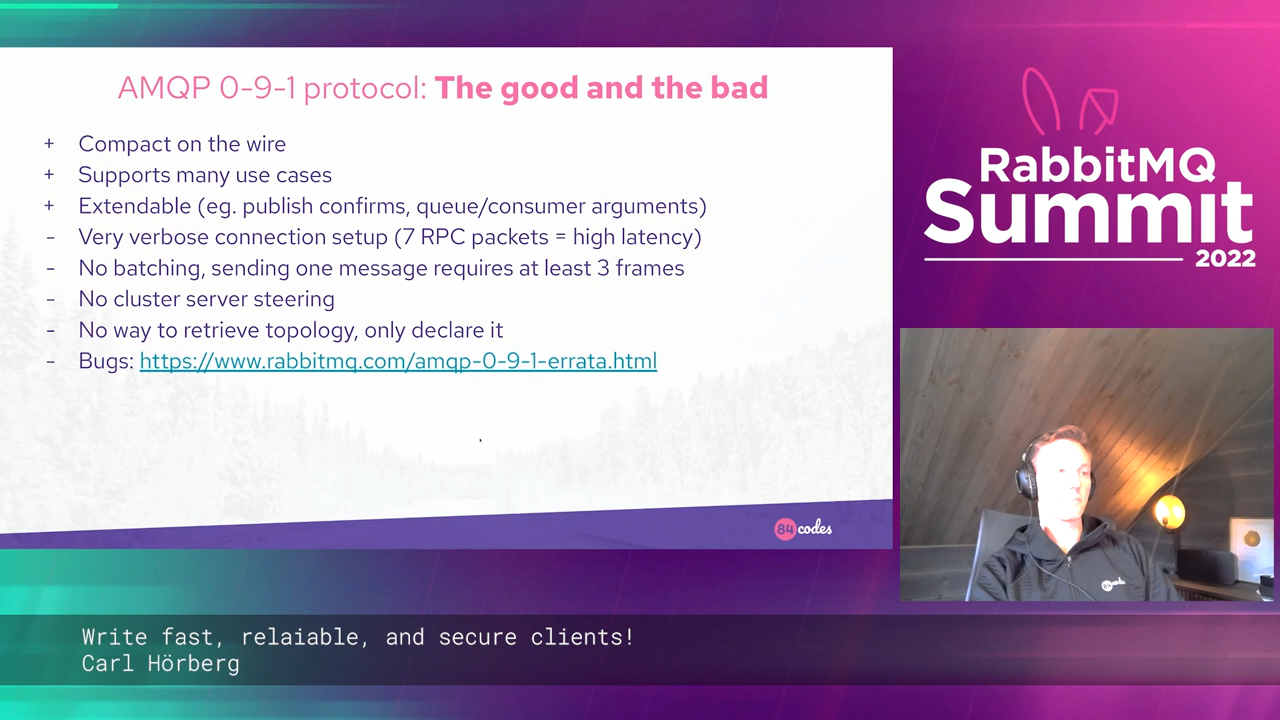 AMQP 0-9-1 protocol: The good and the bad
+ Compact on the wire
+ Supports many use cases
+ Extendable (eg. publish confirms, queue/consumer arguments)
- Very verbose connection setup (7 RPC packets = high latency)
- No batching, sending one message requires at least 3 frames
- No cluster server steering
- No way to retrieve topology, only declare it
- Bugs: https://www.rabbitmq.com/amqp-0-9-1-errata.html
84 codes
RabbitMQ
Summit
2022
84 codes
Write fast, relaiable, and secure clients!
Carl Hörberg